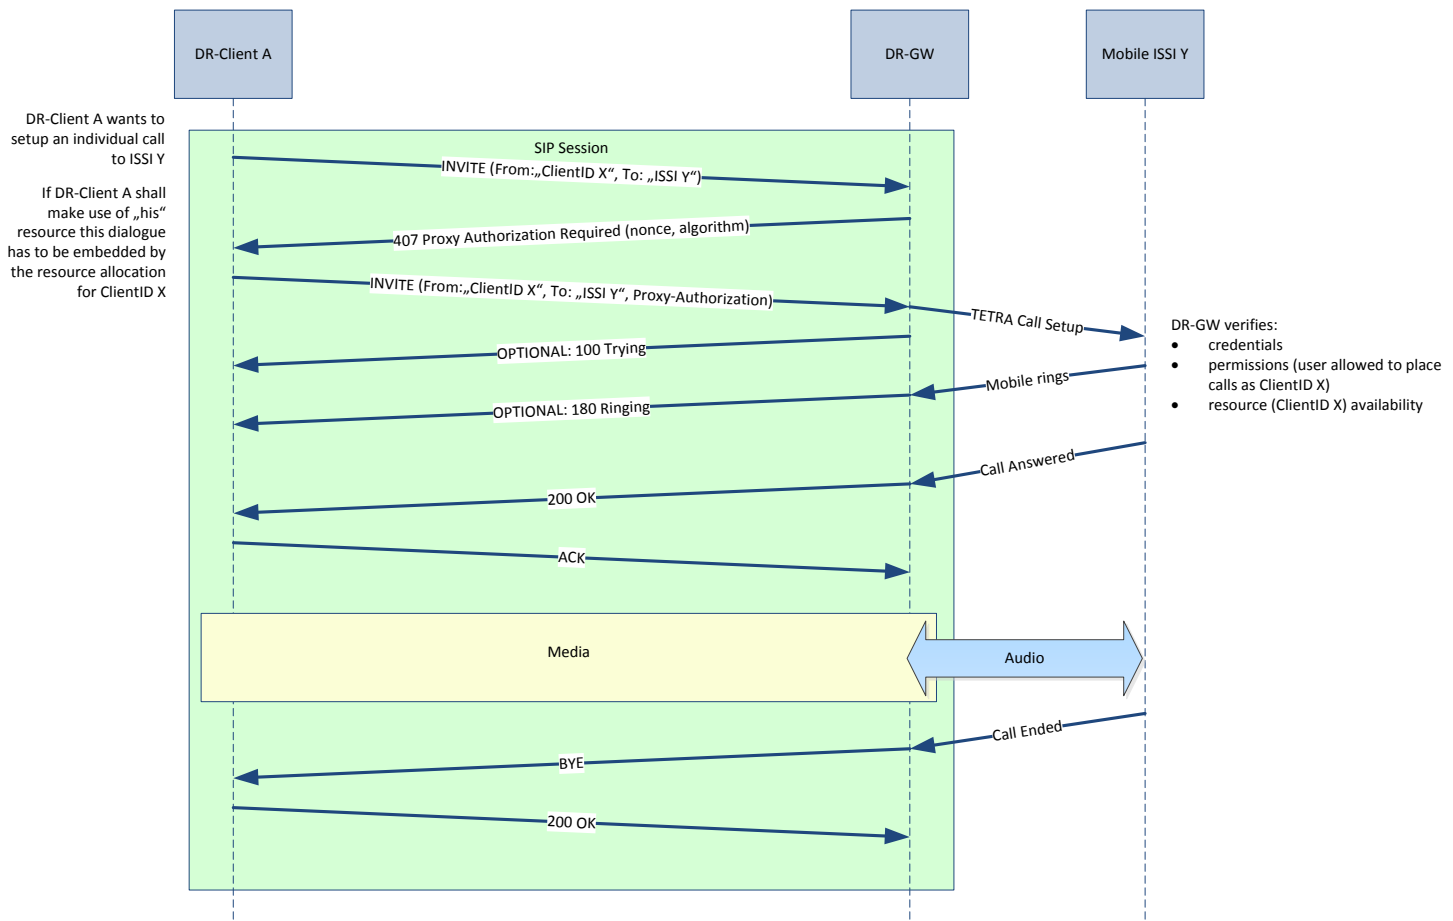 DR-Client A
DR-GW
Mobile ISSI Y
DR-Client A wants to
setup an individual call
to ISSI Y
If DR-Client A shall
make use of „his“
resource this dialogue
has to be embedded by
the resource allocation
for ClientID X
SIP Session
INVITE (From:„ClientID X“, To: „ISSI Y“)
407 Proxy Authorization Required (nonce, algorithm)
INVITE (From:„ClientID X“, To: „ISSI Y“, Proxy-Authorization)
TETRA Call Setup
DR-GW verifies:
• credentials
• permissions (user allowed to place
calls as ClientID X)
• resource (ClientID X) availability
OPTIONAL: 100 Trying
Mobile rings
OPTIONAL: 180 Ringing
Call Answered
200 OK
ACK
Media
Audio
Call Ended
BYE
200 OK